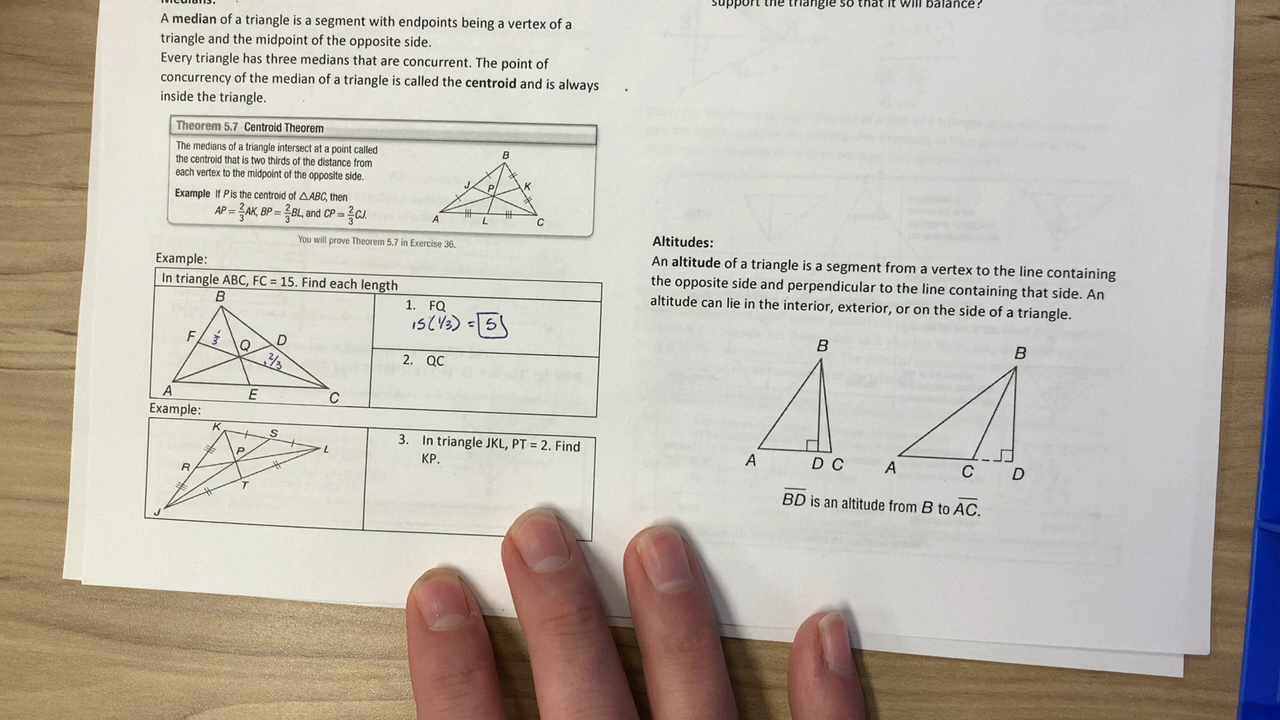 Medians:
A median of a triangle is a segment with endpoints being a vertex of a
triangle and the midpoint of the opposite side.
Every triangle has three medians that are concurrent. The point of
concurrency of the median of a triangle is called the centroid and is always
inside the triangle.
Theorem 5.7 Centroid Theorem
The medians of a triangle intersect at a point called
the centroid that is two thirds of the distance from
each vertex to the midpoint of the opposite side.
Example If P is the centroid of △ABC, then
AP = 2/3 AK, BP = 2/3 BL, and CP = 2/3 CJ.
B
J
P
K
A
L
C
You will prove Theorem 5.7 in Exercise 36.
Example:
In triangle ABC, FC = 15. Find each length
B
F
Q
D
2/3
A
E
C
1. FQ
15(1/3) = 5
2. QC
Example:
K
S
P
L
R
T
J
3. In triangle JKL, PT = 2. Find
KP.
support the triangle so that it will balance?
Altitudes:
An altitude of a triangle is a segment from a vertex to the line containing
the opposite side and perpendicular to the line containing that side. An
altitude can lie in the interior, exterior, or on the side of a triangle.
B
A
D C
B
A
C
D
BD is an altitude from B to AC.